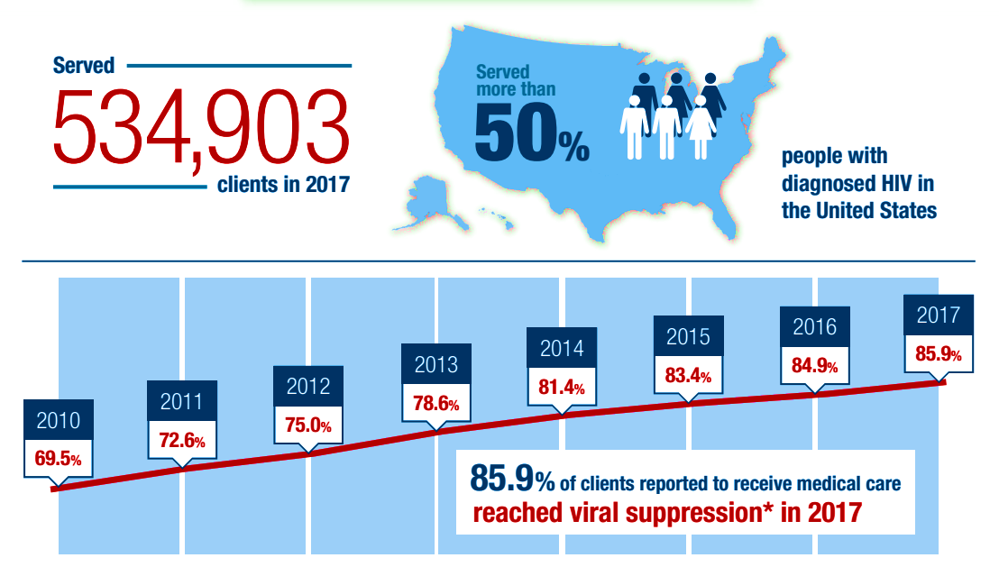 Served
534,903
clients in 2017
Served
more than
50%
people with
diagnosed HIV in
the United States
2010
69.5%
2011
72.6%
2012
75.0%
2013
78.6%
2014
81.4%
2015
83.4%
2016
84.9%
2017
85.9%
85.9% of clients reported to receive medical care
reached viral suppression* in 2017